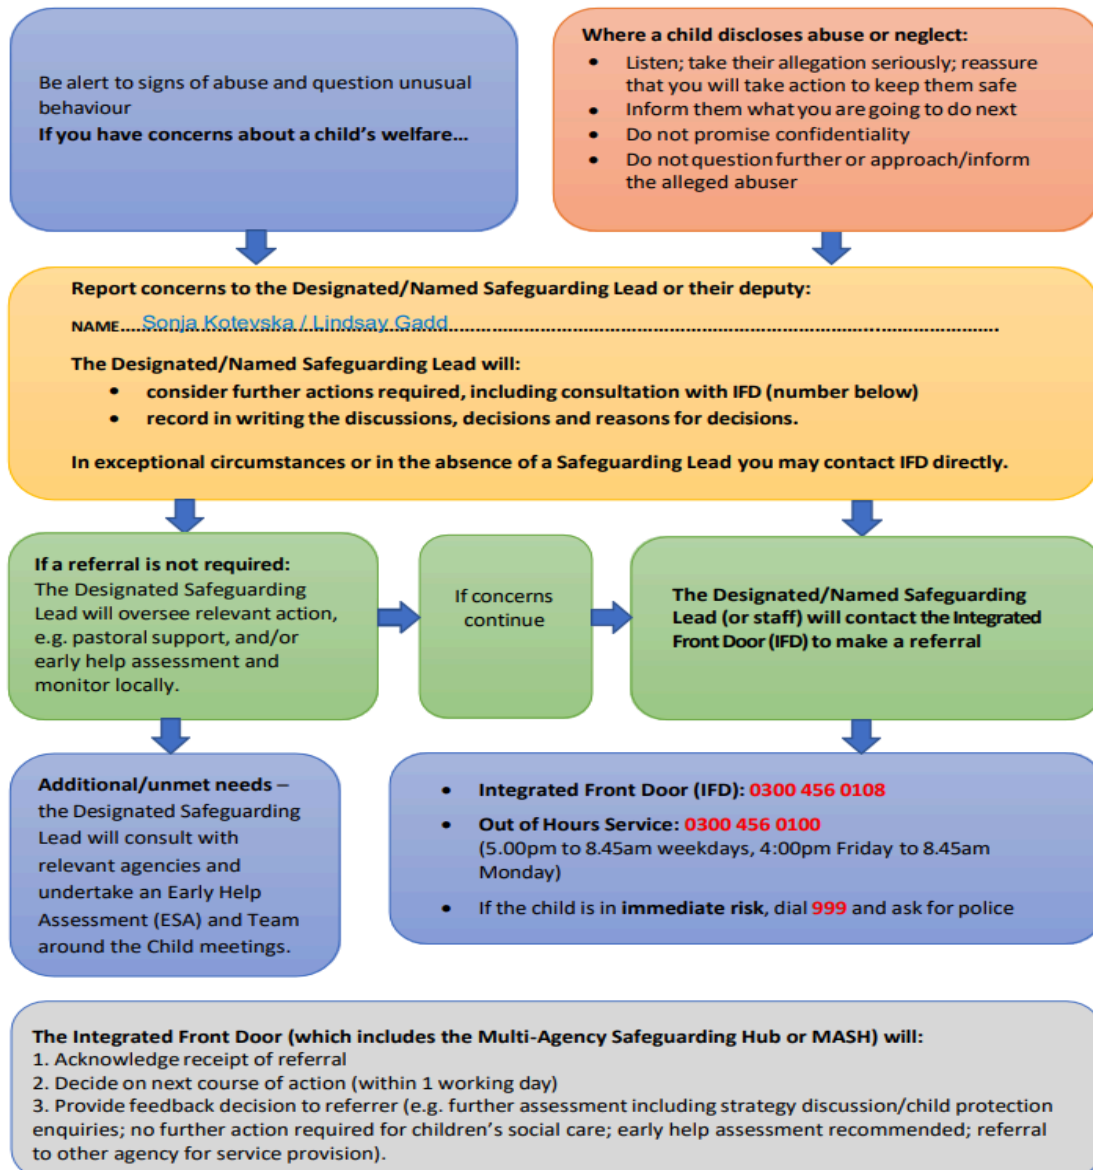 Be alert to signs of abuse and question unusual
behaviour
If you have concerns about a child's welfare...
Where a child discloses abuse or neglect:
• Listen; take their allegation seriously; reassure
that you will take action to keep them safe
• Inform them what you are going to do next
• Do not promise confidentiality
• Do not question further or approach/inform
the alleged abuser
Report concerns to the Designated/Named Safeguarding Lead or their deputy:
NAME....Sonja Kotevska / Lindsay Gadd....................................................................................
The Designated/Named Safeguarding Lead will:
• consider further actions required, including consultation with IFD (number below)
• record in writing the discussions, decisions and reasons for decisions.
In exceptional circumstances or in the absence of a Safeguarding Lead you may contact IFD directly.
If a referral is not required:
The Designated Safeguarding
Lead will oversee relevant action,
e.g. pastoral support, and/or
early help assessment and
monitor locally.
If concerns
continue
The Designated/Named Safeguarding
Lead (or staff) will contact the Integrated
Front Door (IFD) to make a referral
Additional/unmet needs –
the Designated Safeguarding
Lead will consult with
relevant agencies and
undertake an Early Help
Assessment (ESA) and Team
around the Child meetings.
• Integrated Front Door (IFD): 0300 456 0108
• Out of Hours Service: 0300 456 0100
(5.00pm to 8.45am weekdays, 4:00pm Friday to 8.45am
Monday)
• If the child is in immediate risk, dial 999 and ask for police
The Integrated Front Door (which includes the Multi-Agency Safeguarding Hub or MASH) will:
1. Acknowledge receipt of referral
2. Decide on next course of action (within 1 working day)
3. Provide feedback decision to referrer (e.g. further assessment including strategy discussion/child protection
enquiries; no further action required for children's social care; early help assessment recommended; referral
to other agency for service provision).